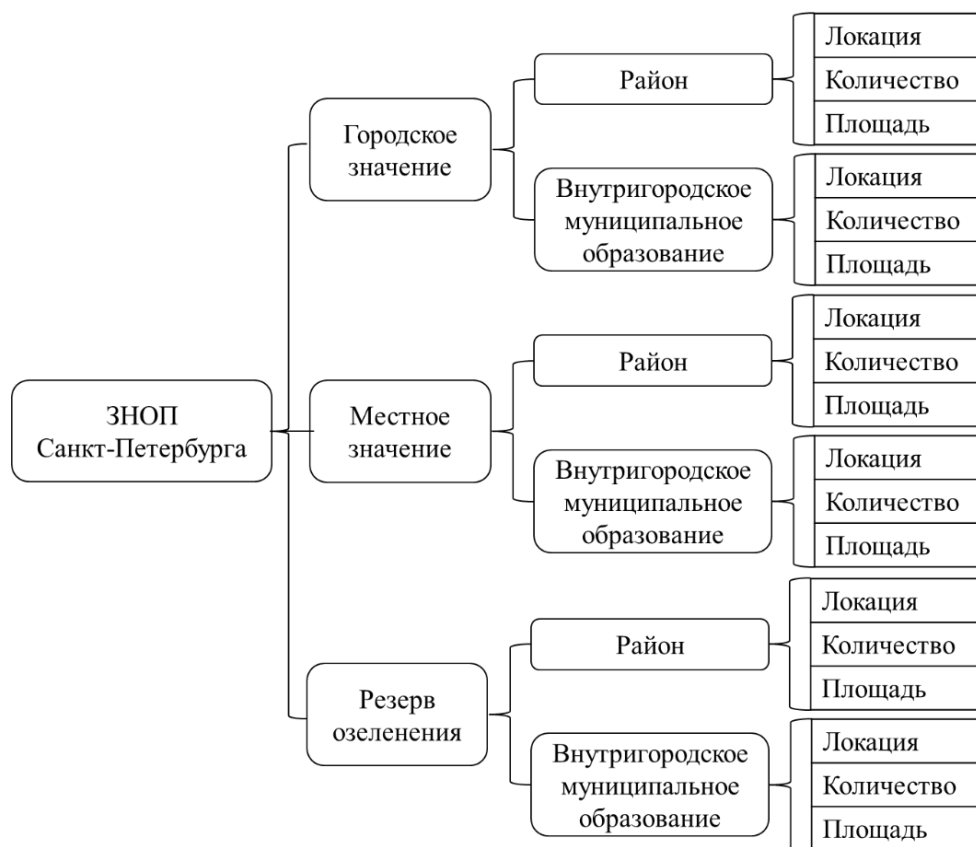 ЗНОП
Санкт-Петербурга
Городское
значение
Район
Локация
Количество
Площадь
Внутригородское
муниципальное
образование
Локация
Количество
Площадь
Местное
значение
Район
Локация
Количество
Площадь
Внутригородское
муниципальное
образование
Локация
Количество
Площадь
Резерв
озеленения
Район
Локация
Количество
Площадь
Внутригородское
муниципальное
образование
Локация
Количество
Площадь